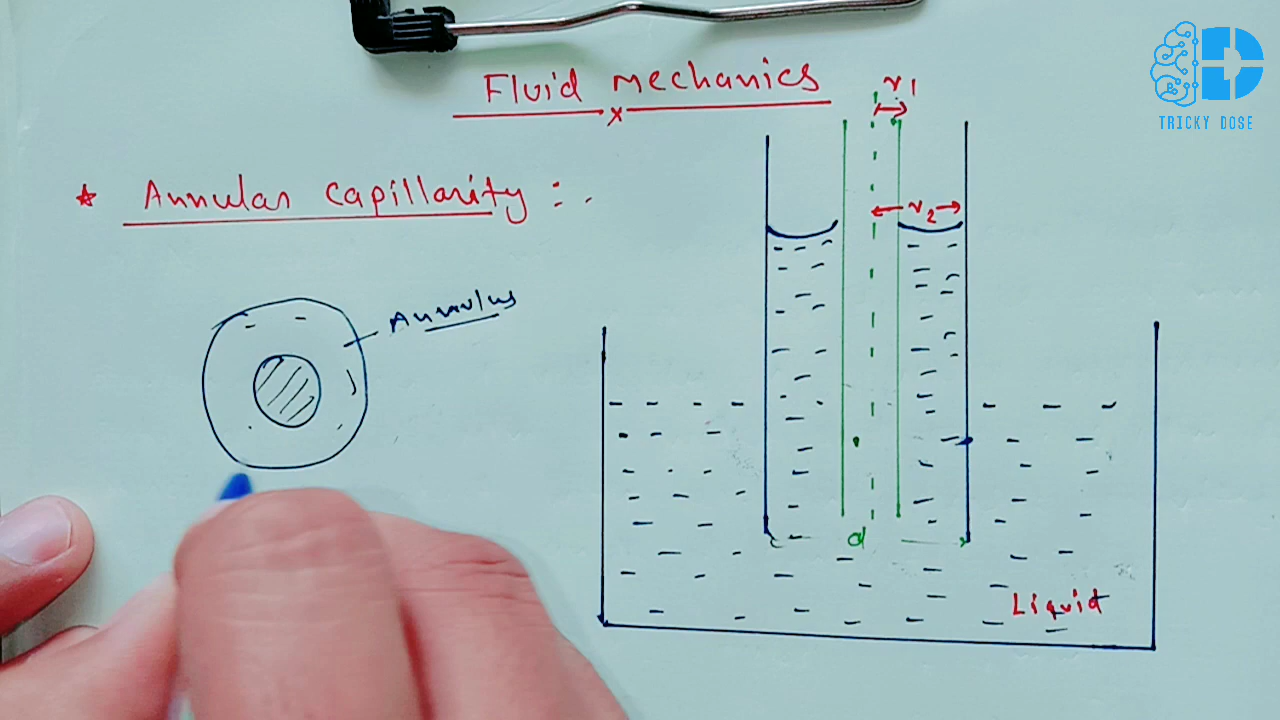 Fluid mechanics
x
r1
TRICKY DOSE
* Annular capillarity :.
r2
Annulus
d
Liquid